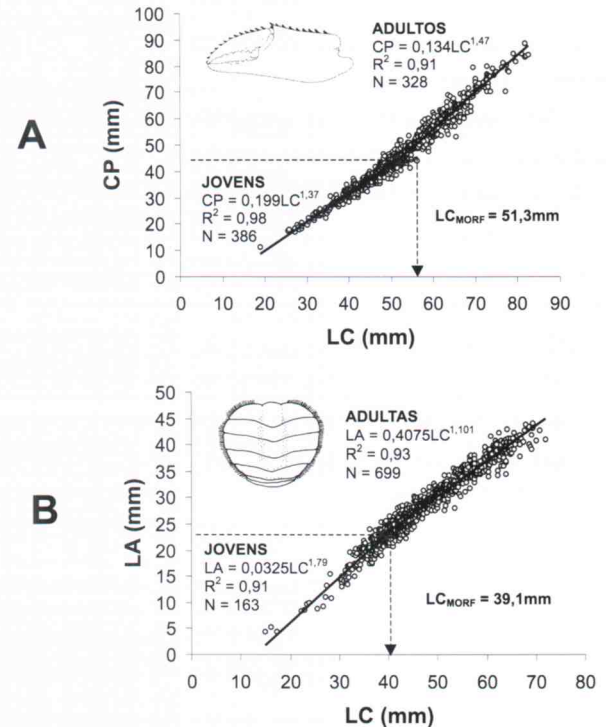 A
CP (mm)
100
90
80
70
60
50
40
30
20
10
0
ADULTOS
CP = 0,134LC^1,47
R² = 0,91
N = 328
JOVENS
CP = 0,199LC^1,37
R² = 0,98
N = 386
LC_MORF = 51,3mm
0 10 20 30 40 50 60 70 80 90
LC (mm)
B
LA (mm)
50
45
40
35
30
25
20
15
10
5
0
ADULTAS
LA = 0,4075LC^1,101
R² = 0,93
N = 699
JOVENS
LA = 0,0325LC^1,79
R² = 0,91
N = 163
LC_MORF = 39,1mm
0 10 20 30 40 50 60 70 80
LC (mm)